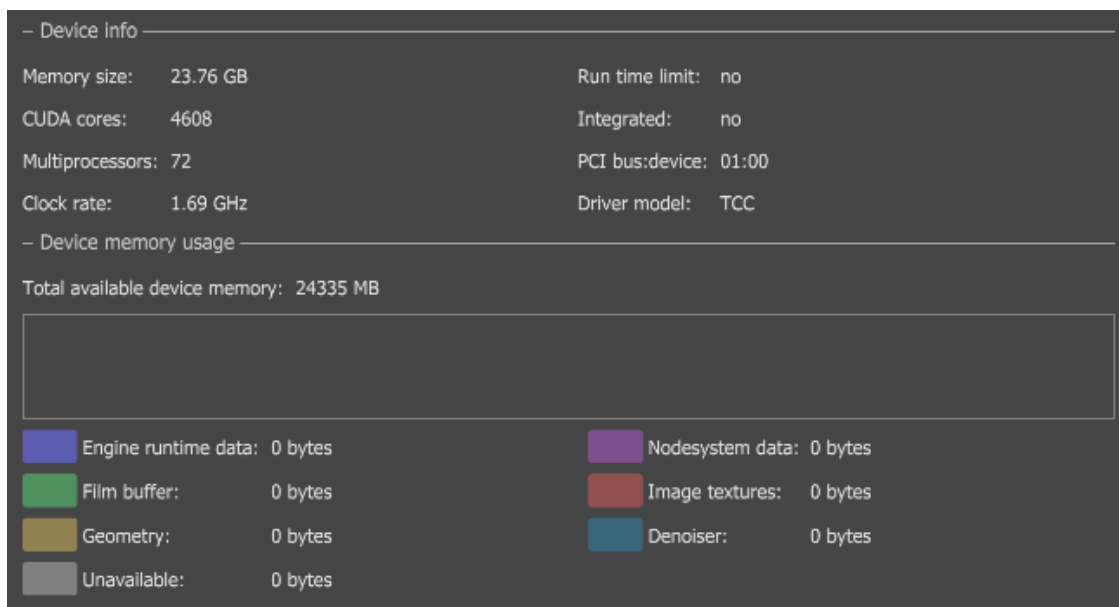 – Device info
Memory size: 23.76 GB Run time limit: no
CUDA cores: 4608 Integrated: no
Multiprocessors: 72 PCI bus:device: 01:00
Clock rate: 1.69 GHz Driver model: TCC
– Device memory usage
Total available device memory: 24335 MB
Engine runtime data: 0 bytes Nodesystem data: 0 bytes
Film buffer: 0 bytes Image textures: 0 bytes
Geometry: 0 bytes Denoiser: 0 bytes
Unavailable: 0 bytes